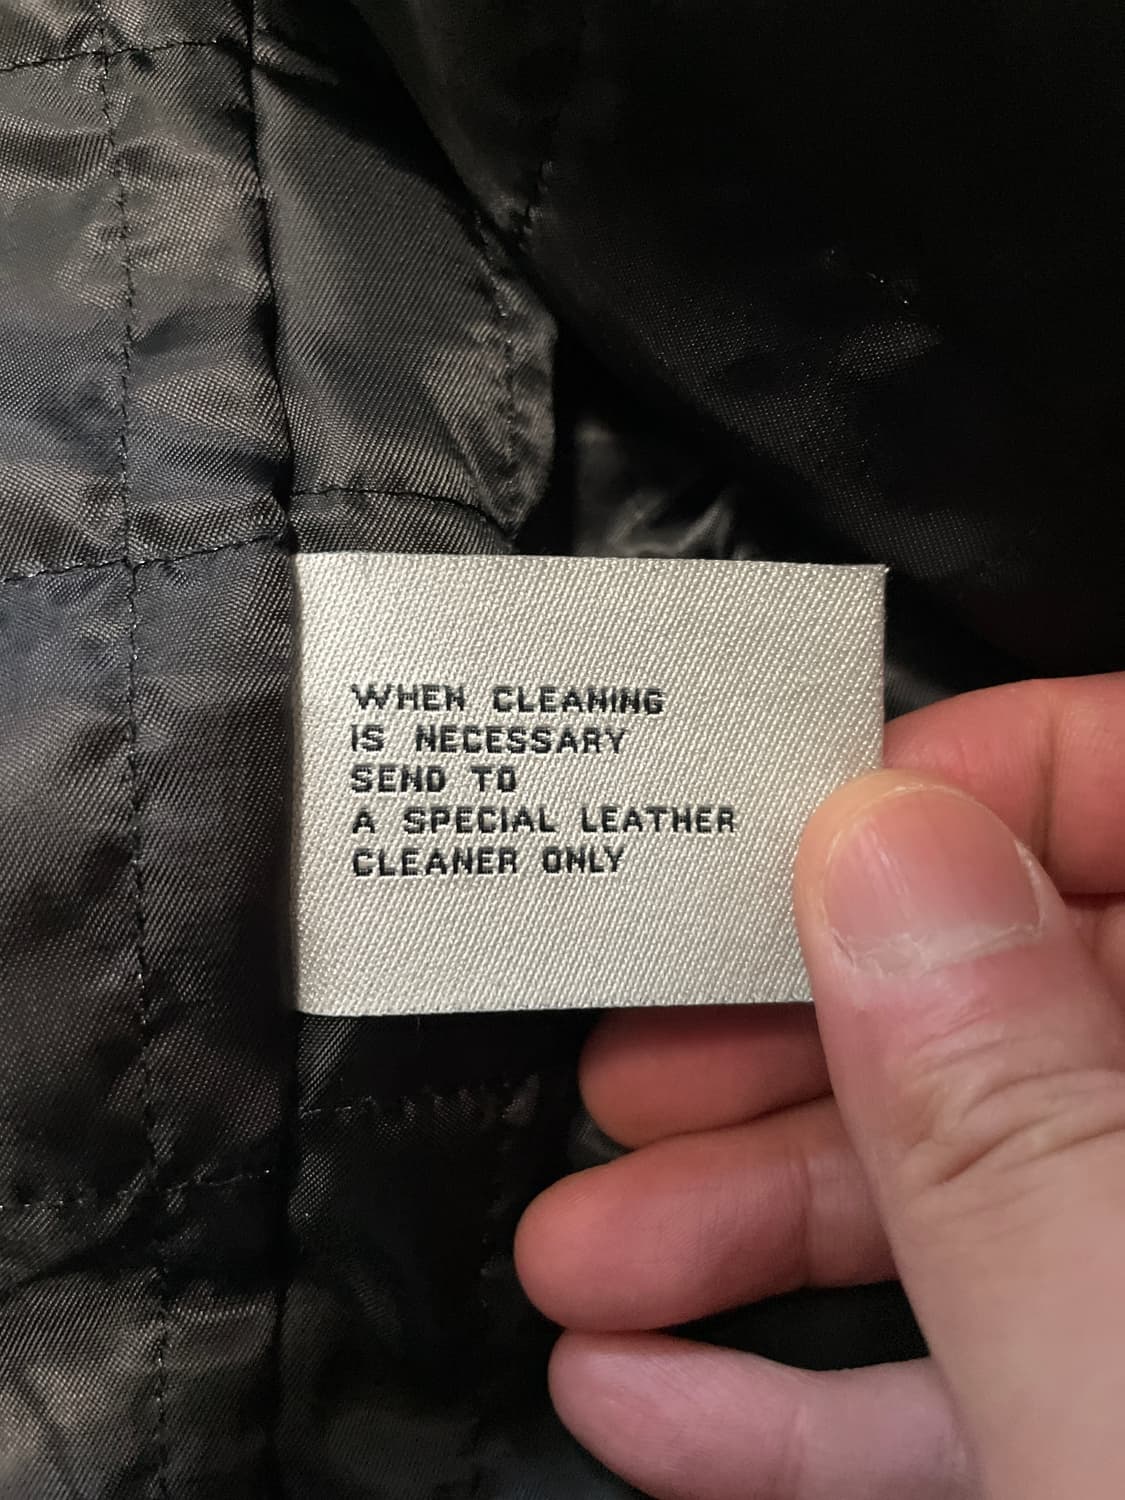 WHEN CLEANING
IS NECESSARY
SEND TO
A SPECIAL LEATHER
CLEANER ONLY